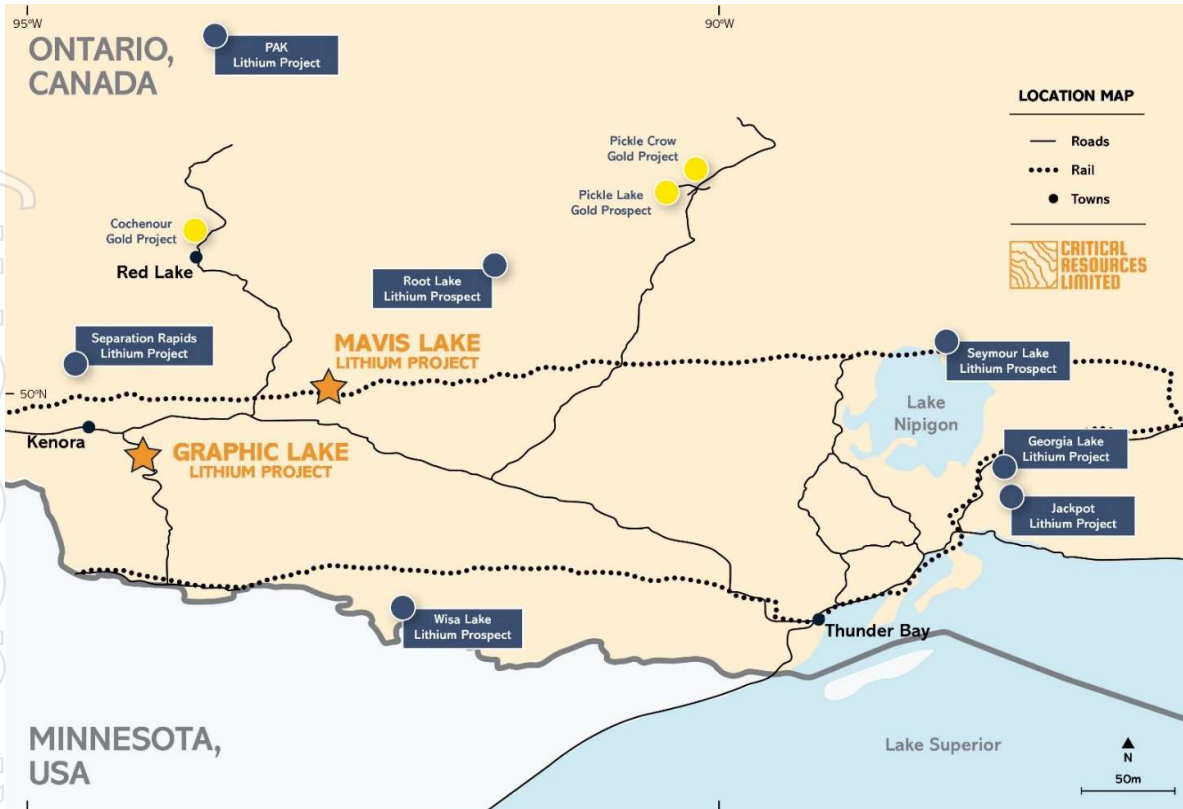 95°W
90°W
ONTARIO,
CANADA
PAK
Lithium Project
LOCATION MAP
Roads
Rail
Towns
CRITICAL
RESOURCES
LIMITED
Pickle Crow
Gold Project
Pickle Lake
Gold Prospect
Cochenour
Gold Project
Red Lake
Root Lake
Lithium Prospect
Separation Rapids
Lithium Project
MAVIS LAKE
LITHIUM PROJECT
Seymour Lake
Lithium Prospect
50°N
Lake
Nipigon
Kenora
GRAPHIC LAKE
LITHIUM PROJECT
Georgia Lake
Lithium Project
Jackpot
Lithium Project
Wisa Lake
Lithium Prospect
Thunder Bay
MINNESOTA,
USA
Lake Superior
N
50m